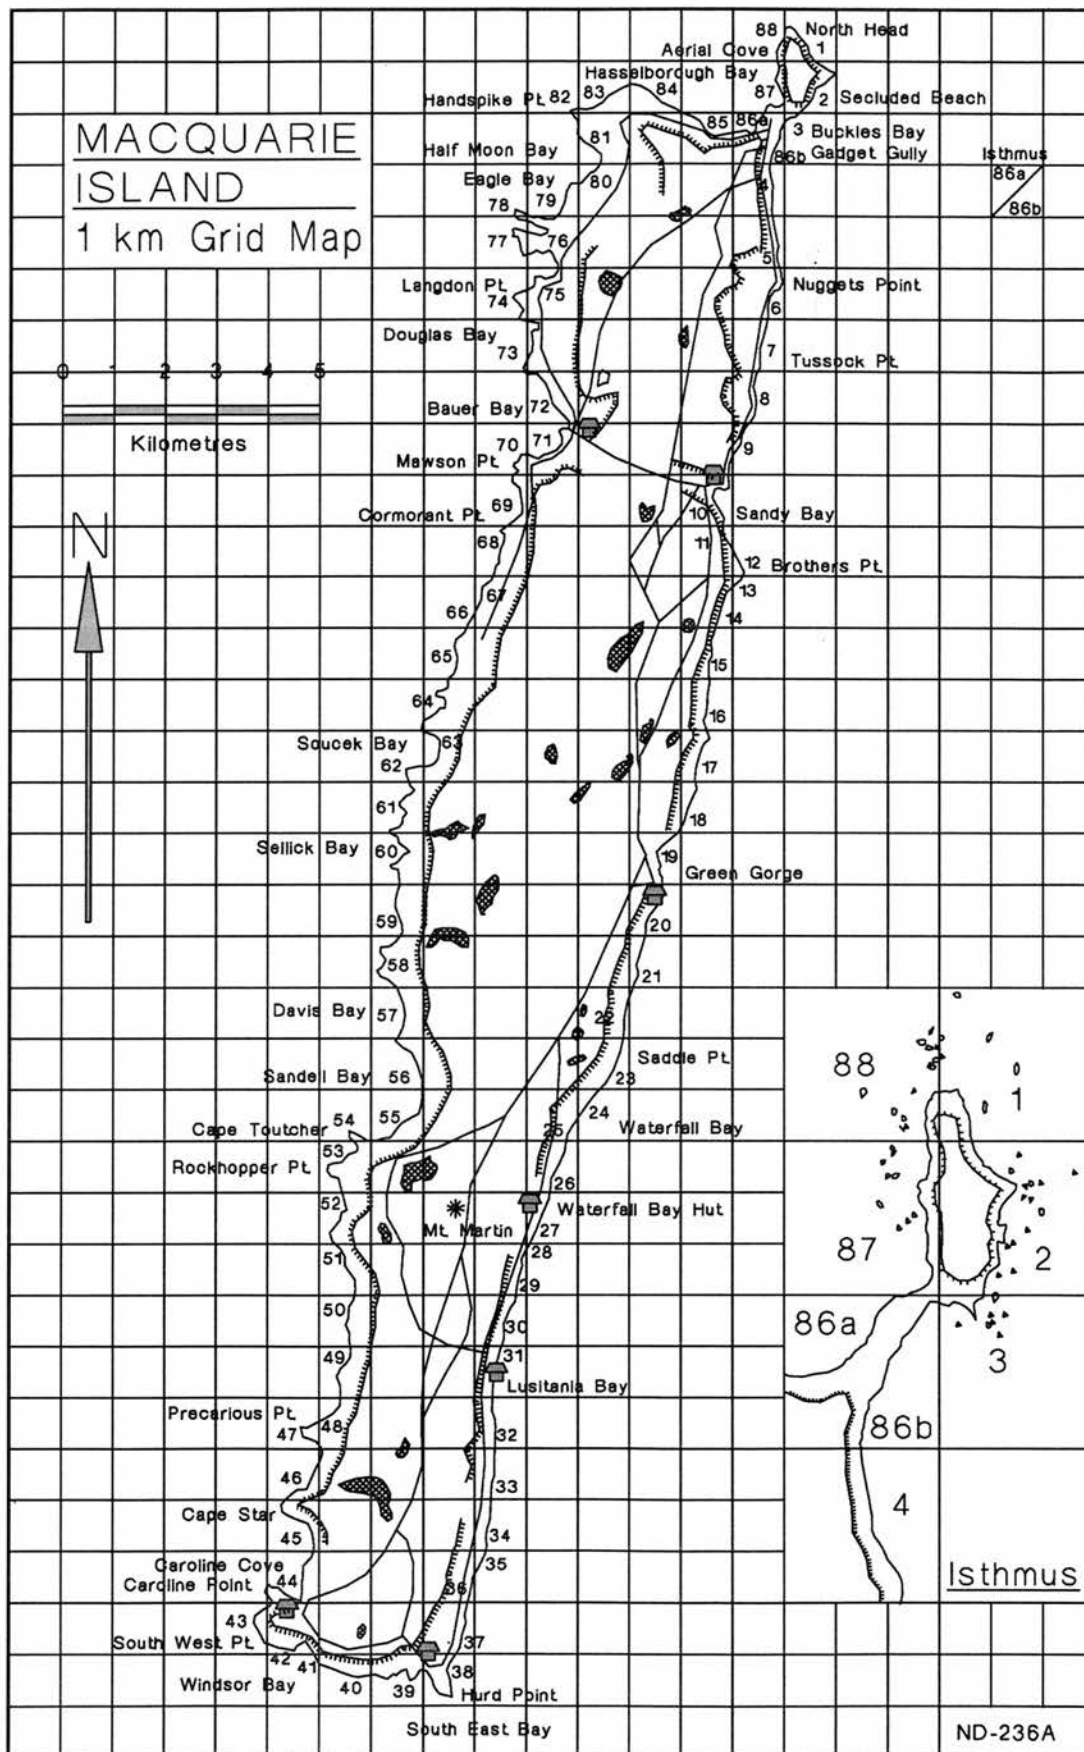 88 North Head
Aerial Cove 1
Hasselborough Bay
82 83 84 87
Handspike Pt. 2 Secluded Beach
MACQUARIE
ISLAND
1 km Grid Map
81 85 86a 3 Buckles Bay
Half Moon Bay 86b Gadget Gully
Isthmus
86a
86b
Eagle Bay 80 4
78 79
77 76
5
Langdon Pt. 75 Nuggets Point
74 6
Douglas Bay
73 7
Tussock Pt.
0 1 2 3 4 5
Kilometres
Bauer Bay 72 8
71 9
70
Mawson Pt.
69 10 Sandy Bay
Cormorant Pt.
68 11
N
12 Brothers Pt.
67 13
66 14
65 15
64 16
Soucek Bay 63
62 17
61 18
Sellick Bay 60 19
Green Gorge
59 20
58 21
Davis Bay 57 22
Saddle Pt.
Sandell Bay 56 23
55 24
54 Waterfall Bay
Cape Toutcher 25
53
Rockhopper Pt.
26
52 Waterfall Bay Hut
Mt. Martin 27
51 28
29
50
30
49 31
Lusitania Bay
Precarious Pt.
48
47 32
46 33
Cape Star
45 34
35
Caroline Cove
Caroline Point 44 36
43
South West Pt. 37
42 41 38
Windsor Bay 40 39 Hurd Point
South East Bay
88
1
87
2
86a
3
86b
4
Isthmus
ND-236A